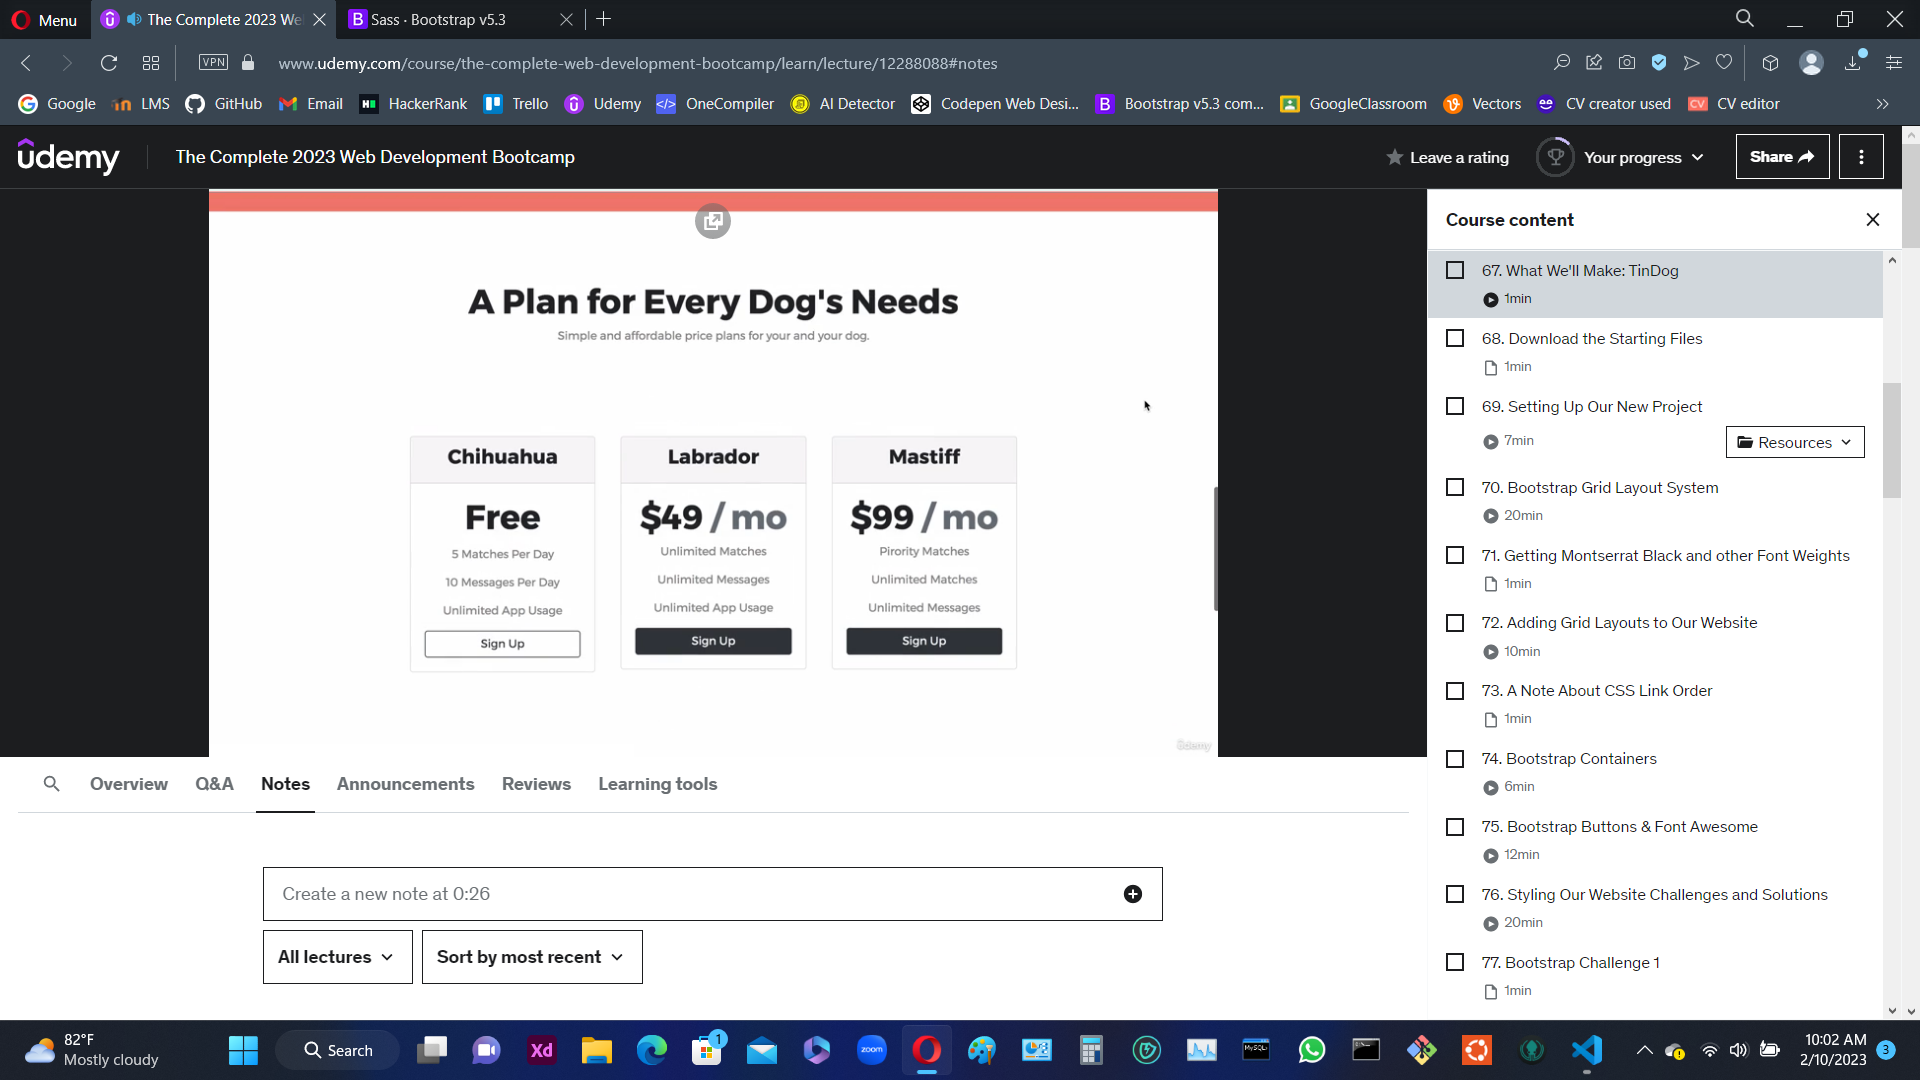 Menu
The Complete 2023 We
Sass · Bootstrap v5.3
VPN
www.udemy.com/course/the-complete-web-development-bootcamp/learn/lecture/12288088#notes
Google
LMS
GitHub
Email
HackerRank
Trello
Udemy
OneCompiler
AI Detector
Codepen Web Desi...
Bootstrap v5.3 com...
GoogleClassroom
Vectors
CV creator used
CV editor
udemy
The Complete 2023 Web Development Bootcamp
Leave a rating
Your progress
Share
A Plan for Every Dog's Needs
Simple and affordable price plans for your and your dog.
Chihuahua
Free
5 Matches Per Day
10 Messages Per Day
Unlimited App Usage
Sign Up
Labrador
$49 / mo
Unlimited Matches
Unlimited Messages
Unlimited App Usage
Sign Up
Mastiff
$99 / mo
Pirority Matches
Unlimited Matches
Unlimited Messages
Sign Up
udemy
Course content
67. What We'll Make: TinDog
1min
68. Download the Starting Files
1min
69. Setting Up Our New Project
7min
Resources
70. Bootstrap Grid Layout System
20min
71. Getting Montserrat Black and other Font Weights
1min
72. Adding Grid Layouts to Our Website
10min
73. A Note About CSS Link Order
1min
74. Bootstrap Containers
6min
75. Bootstrap Buttons & Font Awesome
12min
76. Styling Our Website Challenges and Solutions
20min
77. Bootstrap Challenge 1
1min
Overview
Q&A
Notes
Announcements
Reviews
Learning tools
Create a new note at 0:26
All lectures
Sort by most recent
82°F
Mostly cloudy
Search
Xd
1
zoom
MySQL
10:02 AM
2/10/2023
3